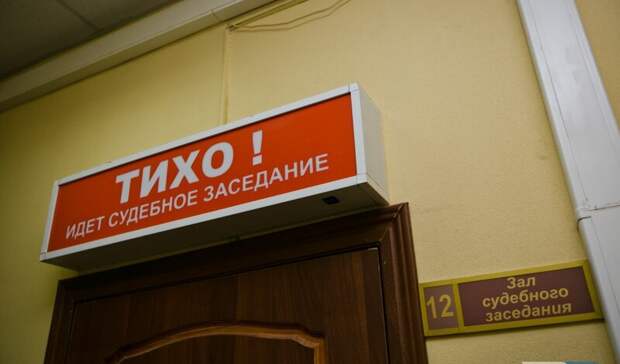 ТИХО !
ИДЕТ СУДЕБНОЕ ЗАСЕДАНИЕ
12
Зал
судебного
заседания